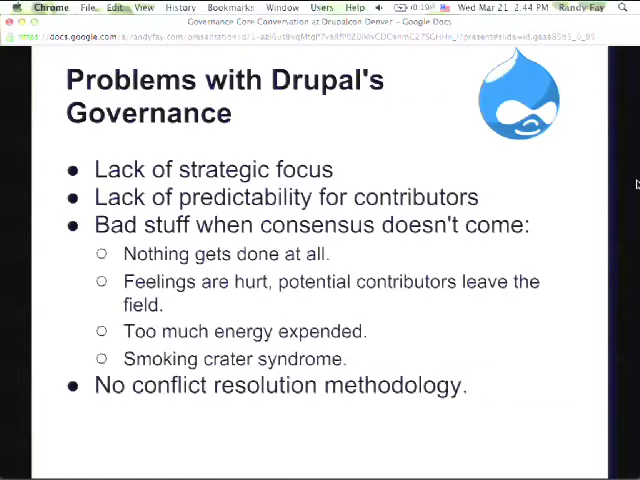 Chrome File Edit View History Bookmarks Window Users Help (0:19) Wed Mar 21 2:44 PM Randy Fay
Governance Core Conversation at Drupalcon Denver – Google Docs
Problems with Drupal's
Governance
● Lack of strategic focus
● Lack of predictability for contributors
● Bad stuff when consensus doesn't come:
○ Nothing gets done at all.
○ Feelings are hurt, potential contributors leave the
field.
○ Too much energy expended.
○ Smoking crater syndrome.
● No conflict resolution methodology.